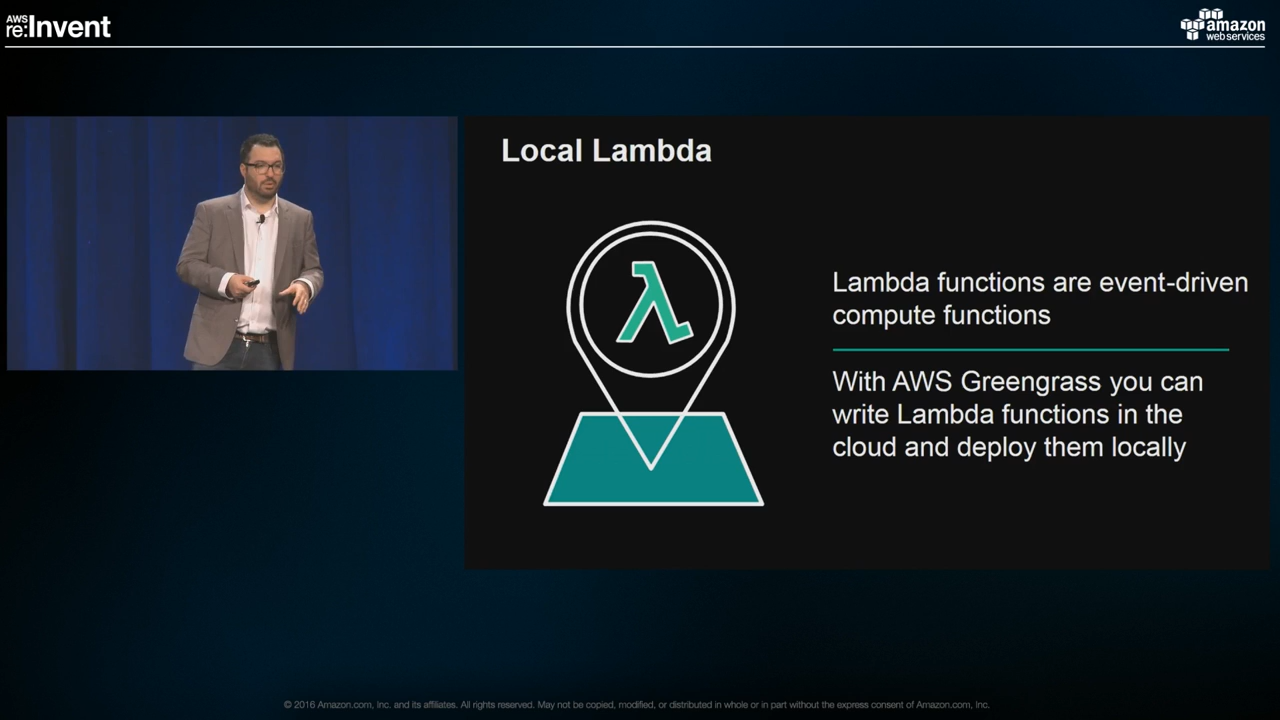 AWS
re:Invent
amazon
web services
Local Lambda
λ
Lambda functions are event-driven
compute functions
With AWS Greengrass you can
write Lambda functions in the
cloud and deploy them locally
© 2016 Amazon.com, Inc. and its affiliates. All rights reserved. May not be copied, modified, or distributed in whole or in part without the express consent of Amazon.com, Inc.